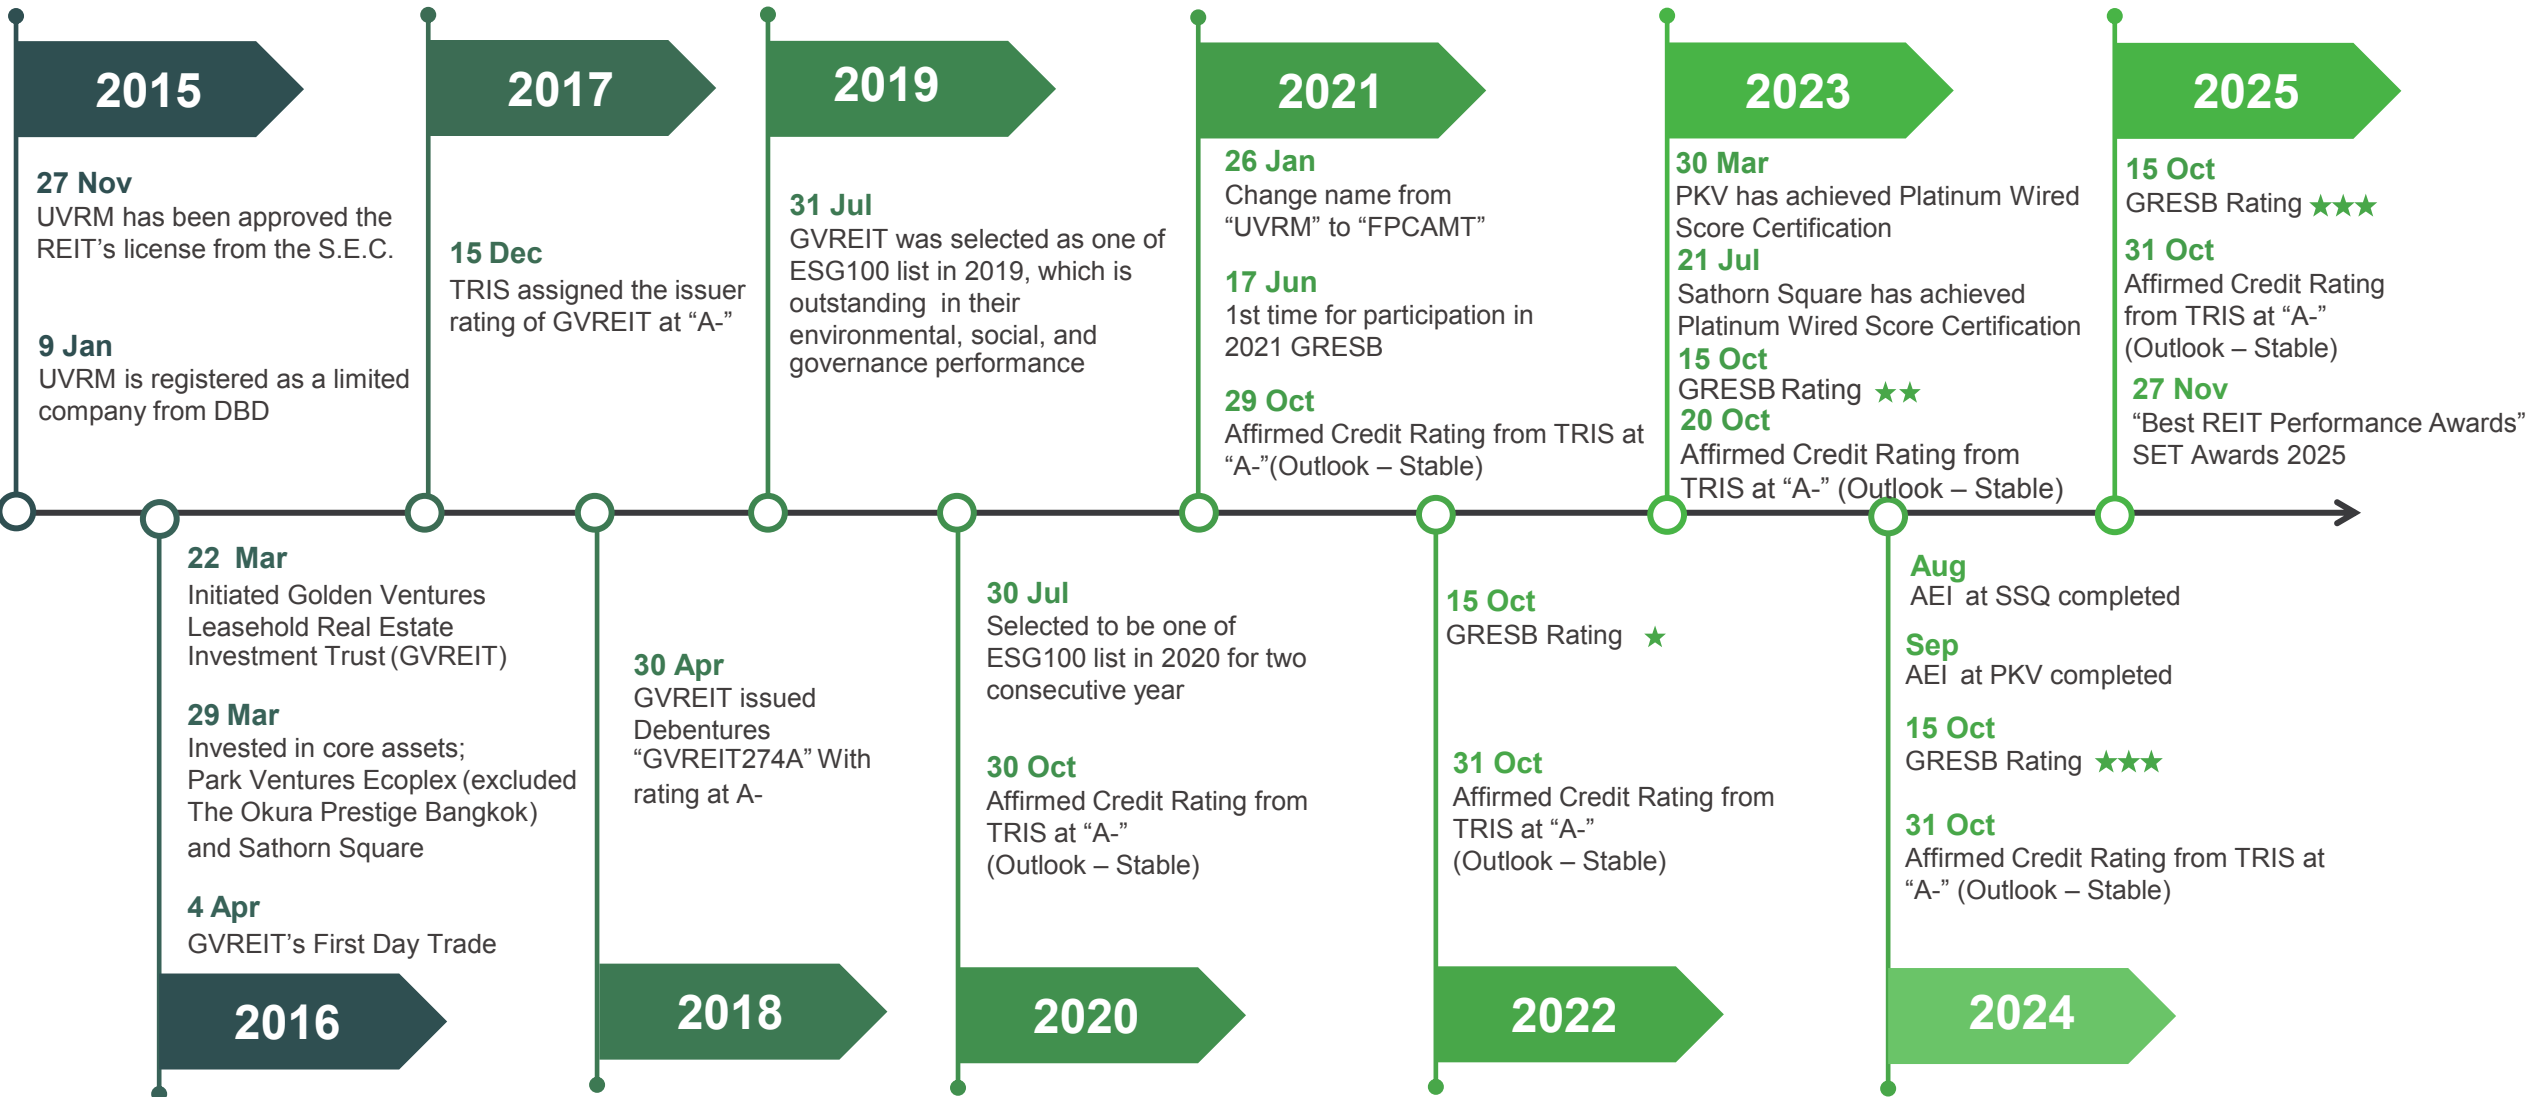 2015
27 Nov
UVRM has been approved the
REIT's license from the S.E.C.
9 Jan
UVRM is registered as a limited
company from DBD
2017
15 Dec
TRIS assigned the issuer
rating of GVREIT at “A-”
2019
31 Jul
GVREIT was selected as one of
ESG100 list in 2019, which is
outstanding in their
environmental, social, and
governance performance
2021
26 Jan
Change name from
“UVRM” to “FPCAMT”
17 Jun
1st time for participation in
2021 GRESB
29 Oct
Affirmed Credit Rating from TRIS at
“A-”(Outlook – Stable)
2023
30 Mar
PKV has achieved Platinum Wired
Score Certification
21 Jul
Sathorn Square has achieved
Platinum Wired Score Certification
15 Oct
GRESB Rating ★★
20 Oct
Affirmed Credit Rating from
TRIS at “A-” (Outlook – Stable)
2025
15 Oct
GRESB Rating ★★★
31 Oct
Affirmed Credit Rating
from TRIS at “A-”
(Outlook – Stable)
27 Nov
“Best REIT Performance Awards”
SET Awards 2025
22 Mar
Initiated Golden Ventures
Leasehold Real Estate
Investment Trust (GVREIT)
29 Mar
Invested in core assets;
Park Ventures Ecoplex (excluded
The Okura Prestige Bangkok)
and Sathorn Square
4 Apr
GVREIT’s First Day Trade
2016
30 Apr
GVREIT issued
Debentures
“GVREIT274A” With
rating at A-
2018
30 Jul
Selected to be one of
ESG100 list in 2020 for two
consecutive year
30 Oct
Affirmed Credit Rating from
TRIS at “A-”
(Outlook – Stable)
2020
15 Oct
GRESB Rating ★
31 Oct
Affirmed Credit Rating from
TRIS at “A-”
(Outlook – Stable)
2022
Aug
AEI at SSQ completed
Sep
AEI at PKV completed
15 Oct
GRESB Rating ★★★
31 Oct
Affirmed Credit Rating from TRIS at
“A-” (Outlook – Stable)
2024